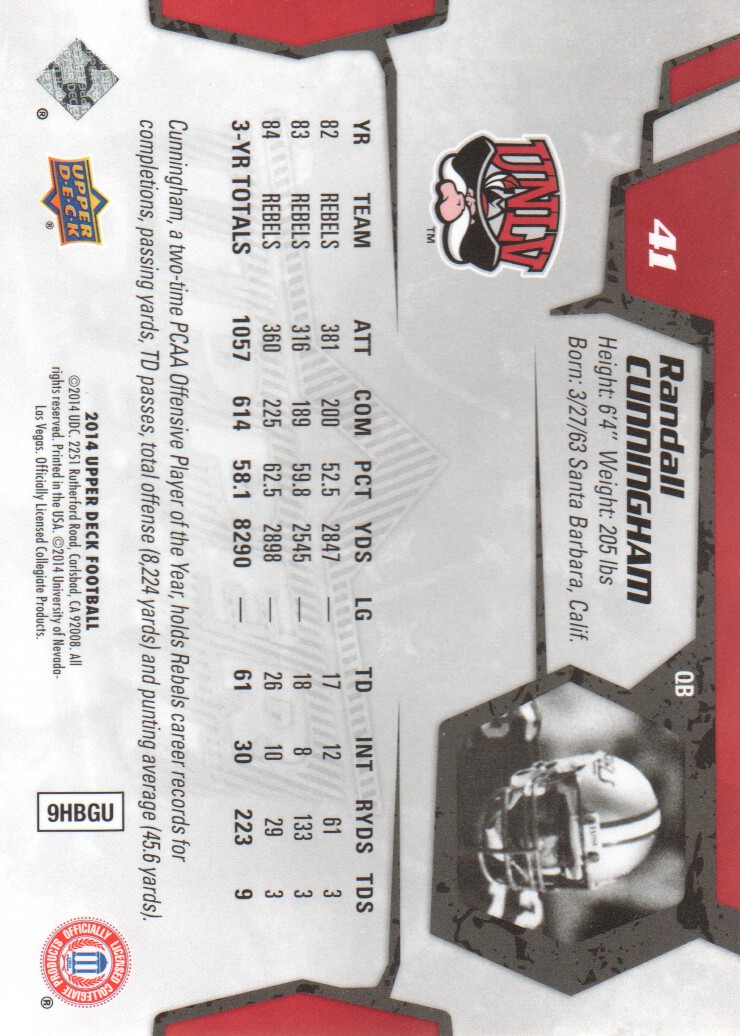 41
Randall
CUNNINGHAM
QB
Height: 6'4" Weight: 205 lbs
Born: 3/27/63 Santa Barbara, Calif.
UNLV
TM
YR TEAM ATT COM PCT YDS LG TD INT RYDS TDS
82 REBELS 381 200 52.5 2847 — 17 12 61 3
83 REBELS 316 189 59.8 2545 — 18 8 133 3
84 REBELS 360 225 62.5 2898 — 26 10 29 3
3-YR TOTALS 1057 614 58.1 8290 — 61 30 223 9
Cunningham, a two-time PCAA Offensive Player of the Year, holds Rebels career records for
completions, passing yards, TD passes, total offense (8,224 yards) and punting average (45.6 yards).
UPPER
D·E·C·K
®
®
2014 UPPER DECK FOOTBALL
©2014 UDC. 2251 Rutherford Road, Carlsbad, CA 92008. All
rights reserved. Printed in the USA. ©2014 University of Nevada-
Las Vegas. Officially Licensed Collegiate Products.
9HBGU
OFFICIALLY LICENSED COLLEGIATE PRODUCTS
®